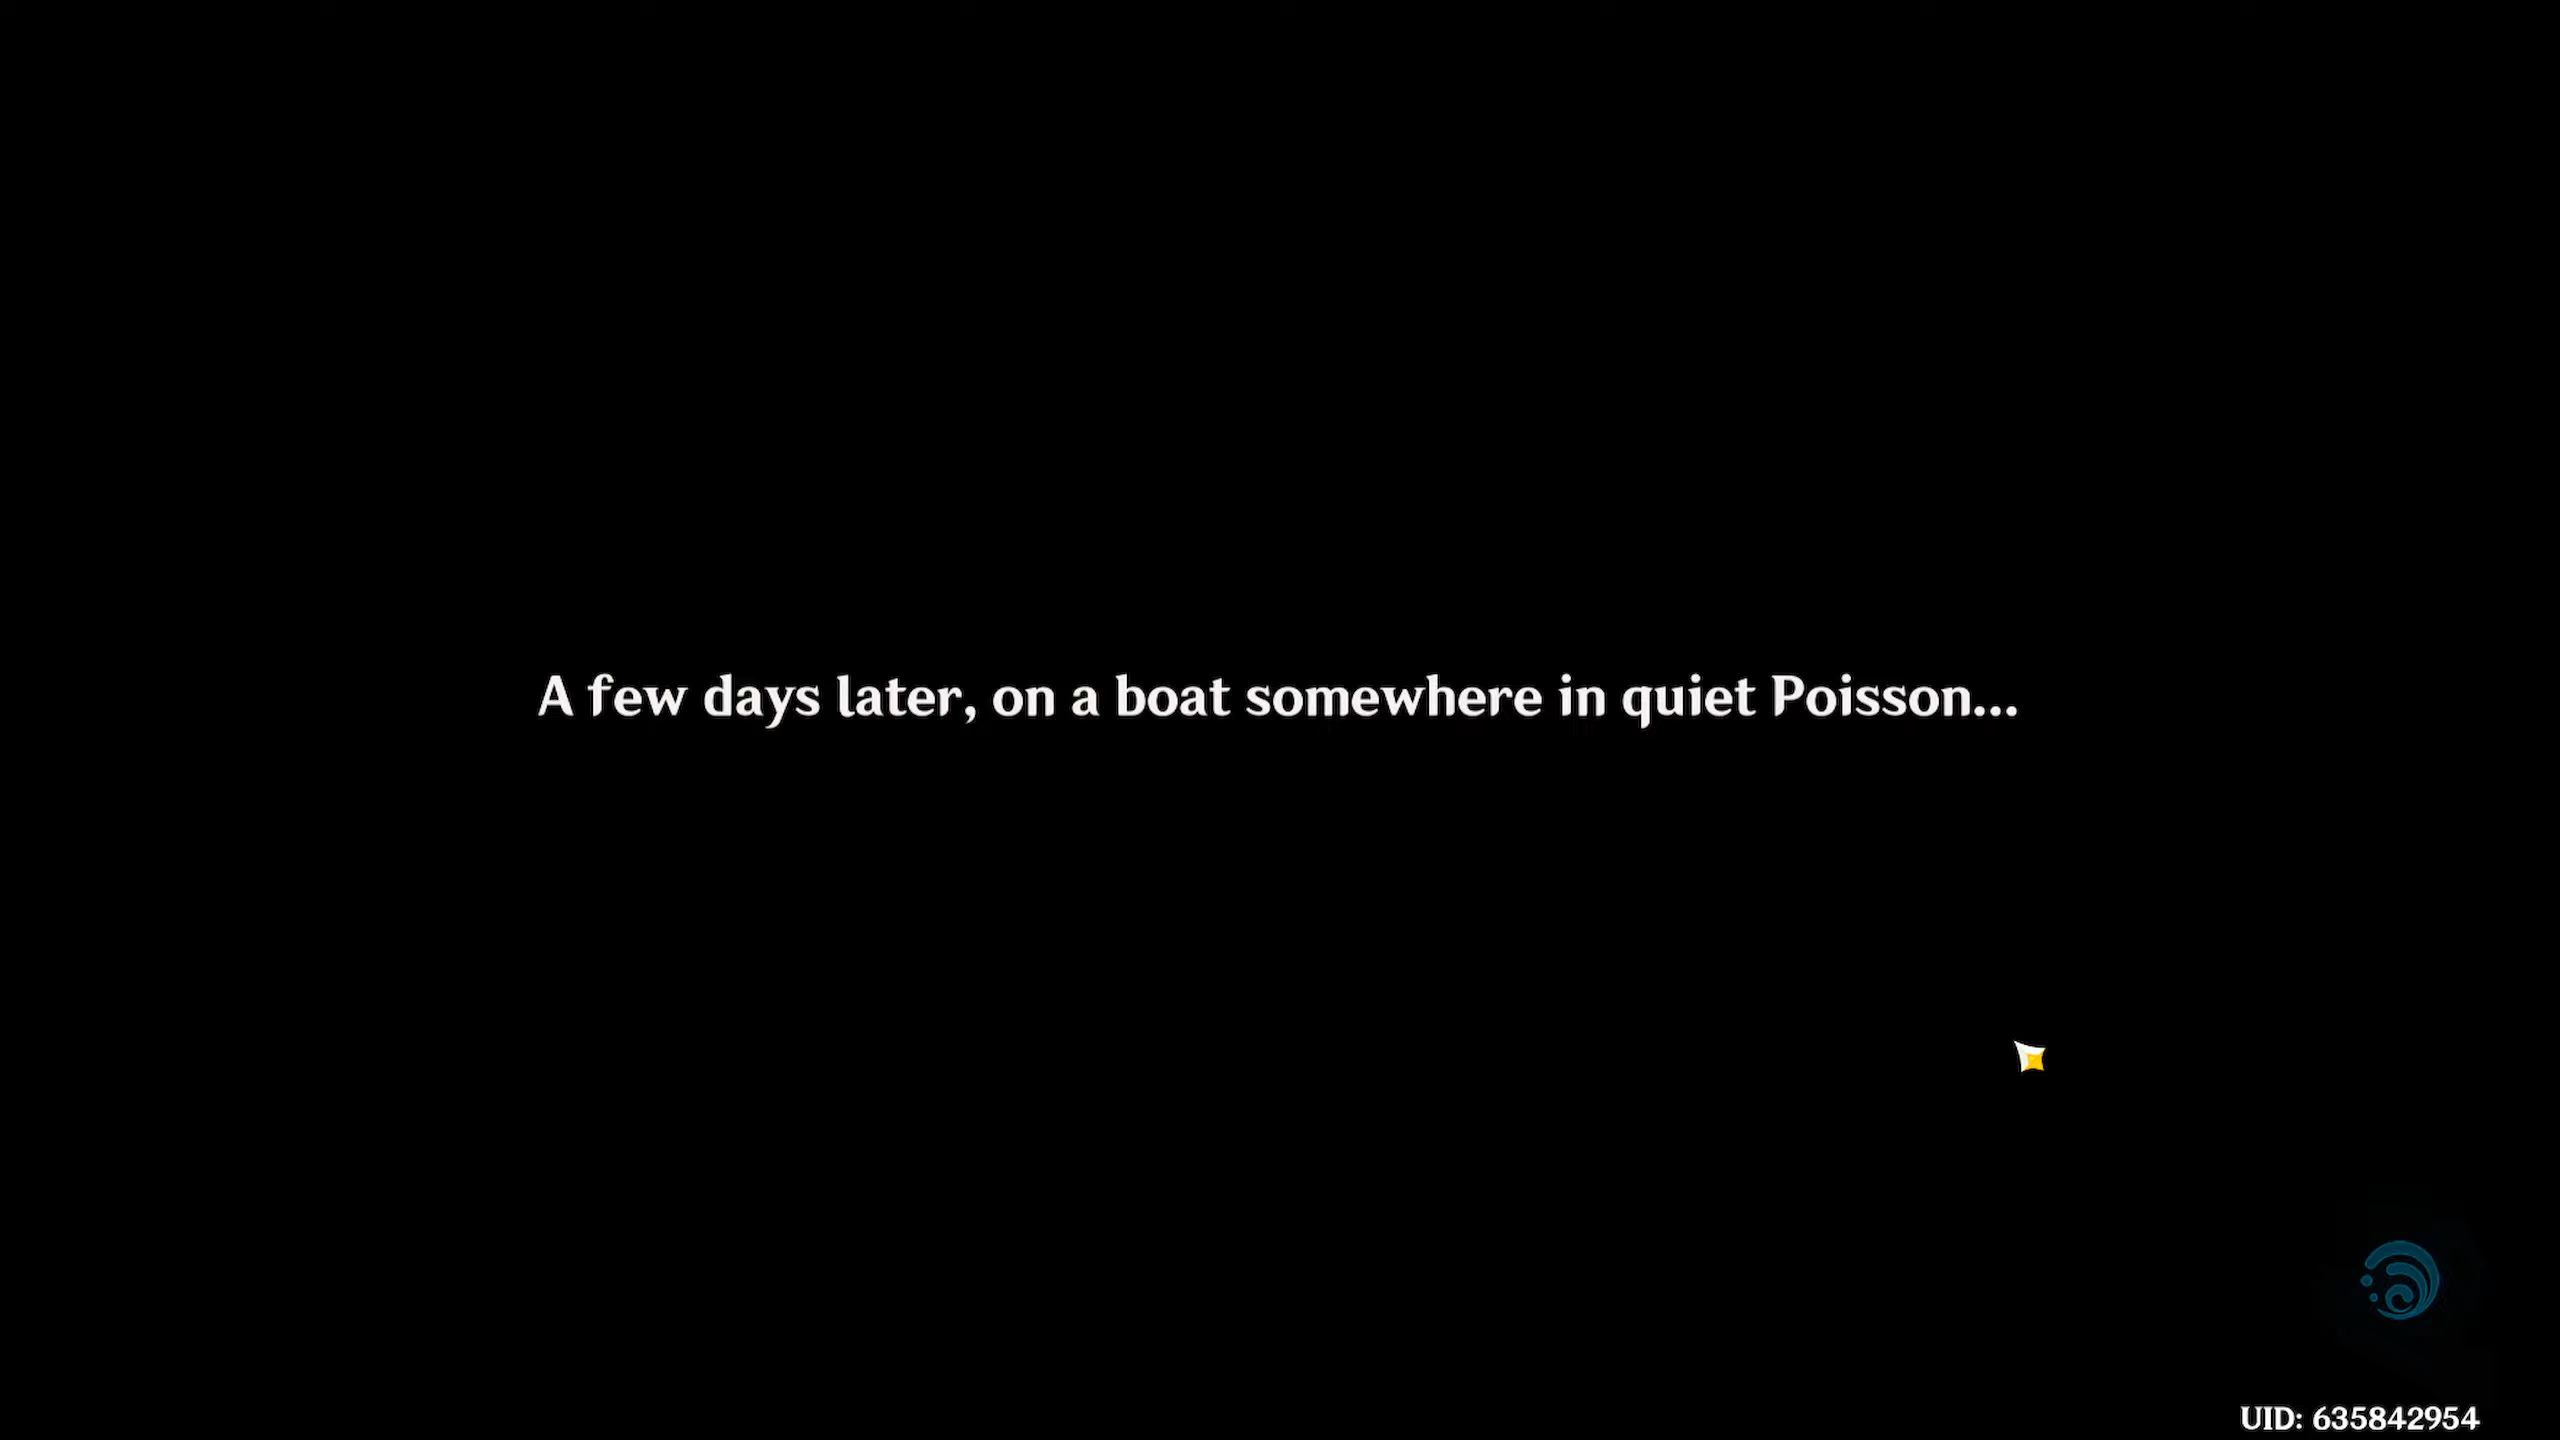 A few days later, on a boat somewhere in quiet Poisson...
UID: 635842954